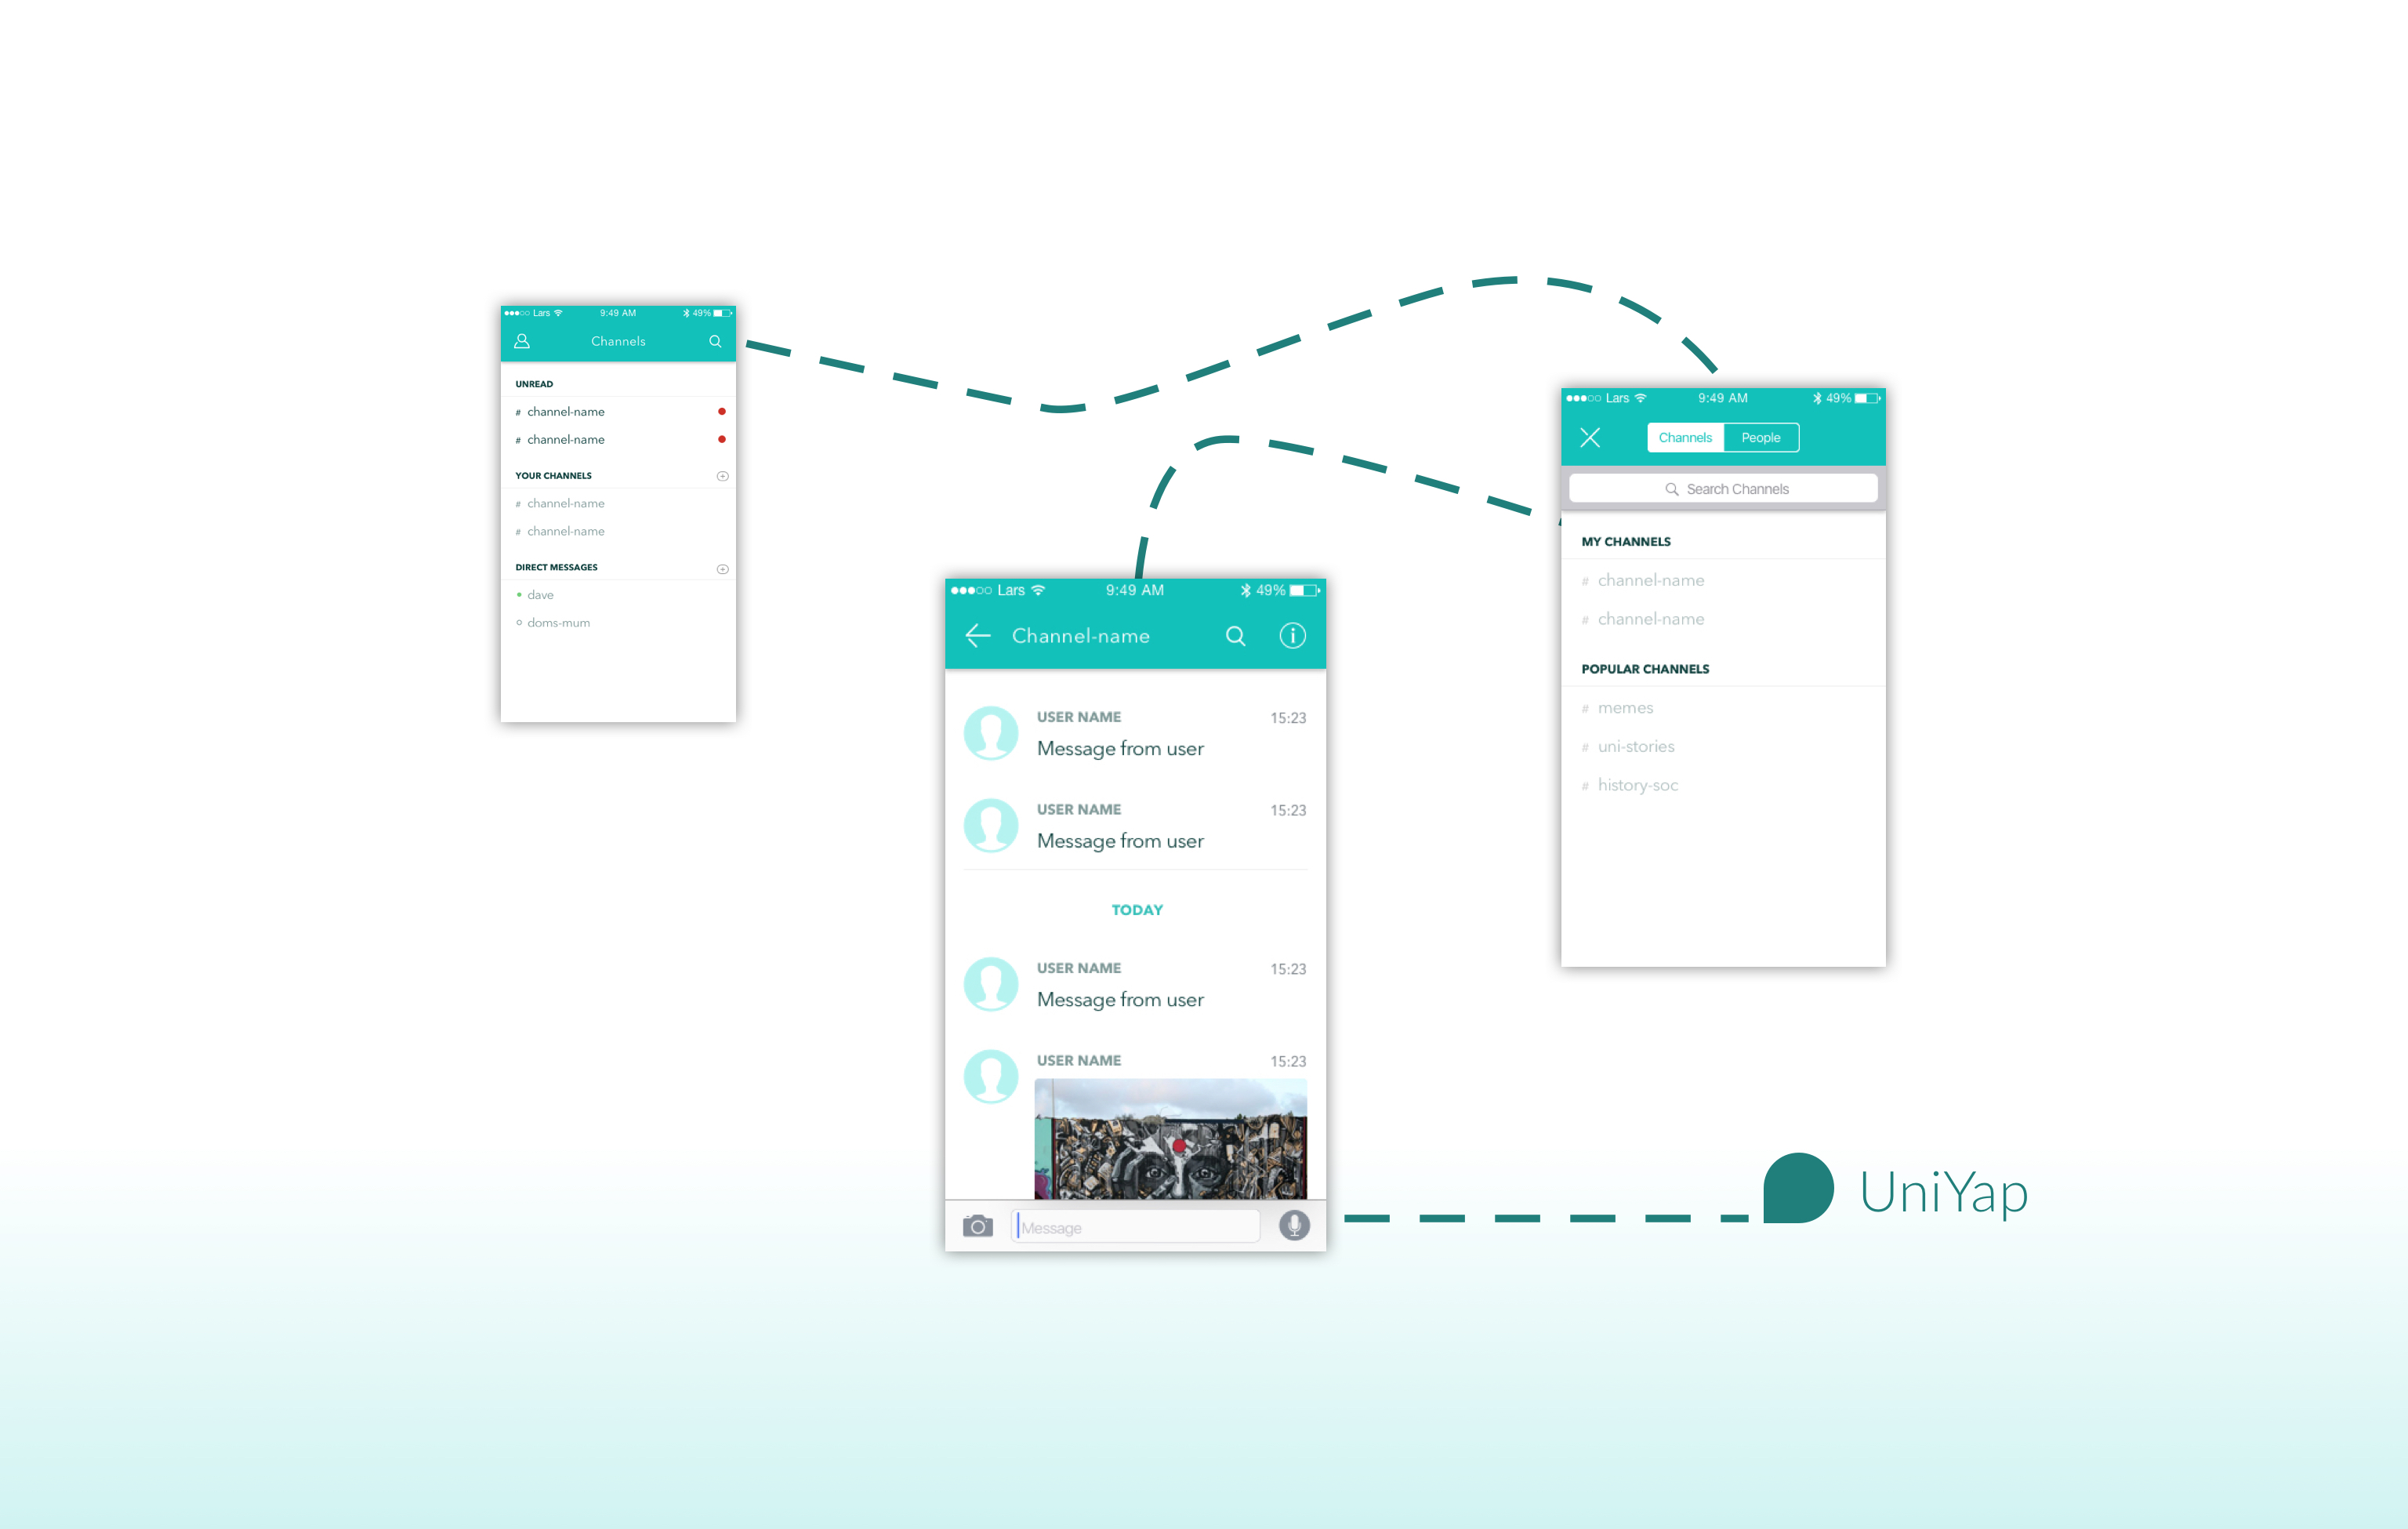 Lars 9:49 AM 49%
Channels
UNREAD
# channel-name
# channel-name
YOUR CHANNELS
# channel-name
# channel-name
DIRECT MESSAGES
dave
doms-mum
Lars 9:49 AM 49%
Channel-name
USER NAME 15:23
Message from user
USER NAME 15:23
Message from user
TODAY
USER NAME 15:23
Message from user
USER NAME 15:23
Message
Lars 9:49 AM 49%
Channels People
Search Channels
MY CHANNELS
# channel-name
# channel-name
POPULAR CHANNELS
# memes
# uni-stories
# history-soc
UniYap